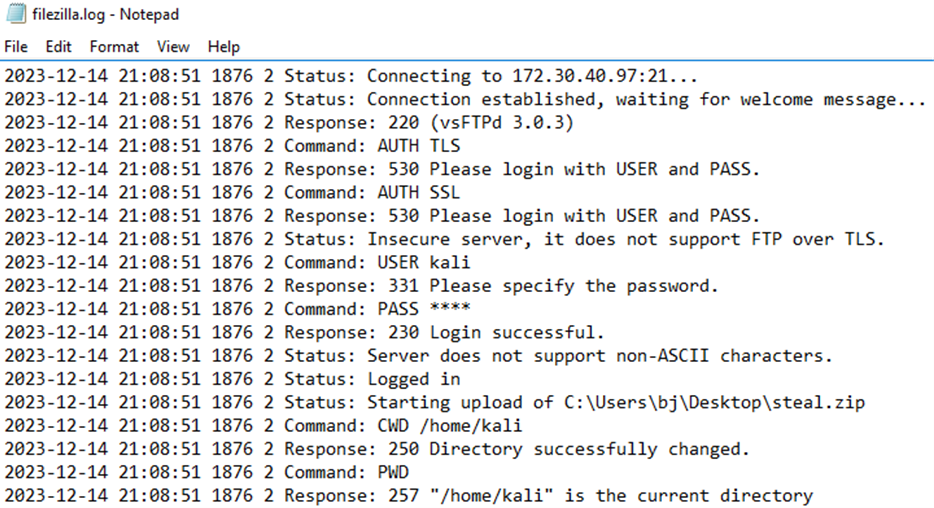 filezilla.log - Notepad
File Edit Format View Help
2023-12-14 21:08:51 1876 2 Status: Connecting to 172.30.40.97:21...
2023-12-14 21:08:51 1876 2 Status: Connection established, waiting for welcome message...
2023-12-14 21:08:51 1876 2 Response: 220 (vsFTPd 3.0.3)
2023-12-14 21:08:51 1876 2 Command: AUTH TLS
2023-12-14 21:08:51 1876 2 Response: 530 Please login with USER and PASS.
2023-12-14 21:08:51 1876 2 Command: AUTH SSL
2023-12-14 21:08:51 1876 2 Response: 530 Please login with USER and PASS.
2023-12-14 21:08:51 1876 2 Status: Insecure server, it does not support FTP over TLS.
2023-12-14 21:08:51 1876 2 Command: USER kali
2023-12-14 21:08:51 1876 2 Response: 331 Please specify the password.
2023-12-14 21:08:51 1876 2 Command: PASS ****
2023-12-14 21:08:51 1876 2 Response: 230 Login successful.
2023-12-14 21:08:51 1876 2 Status: Server does not support non-ASCII characters.
2023-12-14 21:08:51 1876 2 Status: Logged in
2023-12-14 21:08:51 1876 2 Status: Starting upload of C:\Users\bj\Desktop\steal.zip
2023-12-14 21:08:51 1876 2 Command: CWD /home/kali
2023-12-14 21:08:51 1876 2 Response: 250 Directory successfully changed.
2023-12-14 21:08:51 1876 2 Command: PWD
2023-12-14 21:08:51 1876 2 Response: 257 "/home/kali" is the current directory